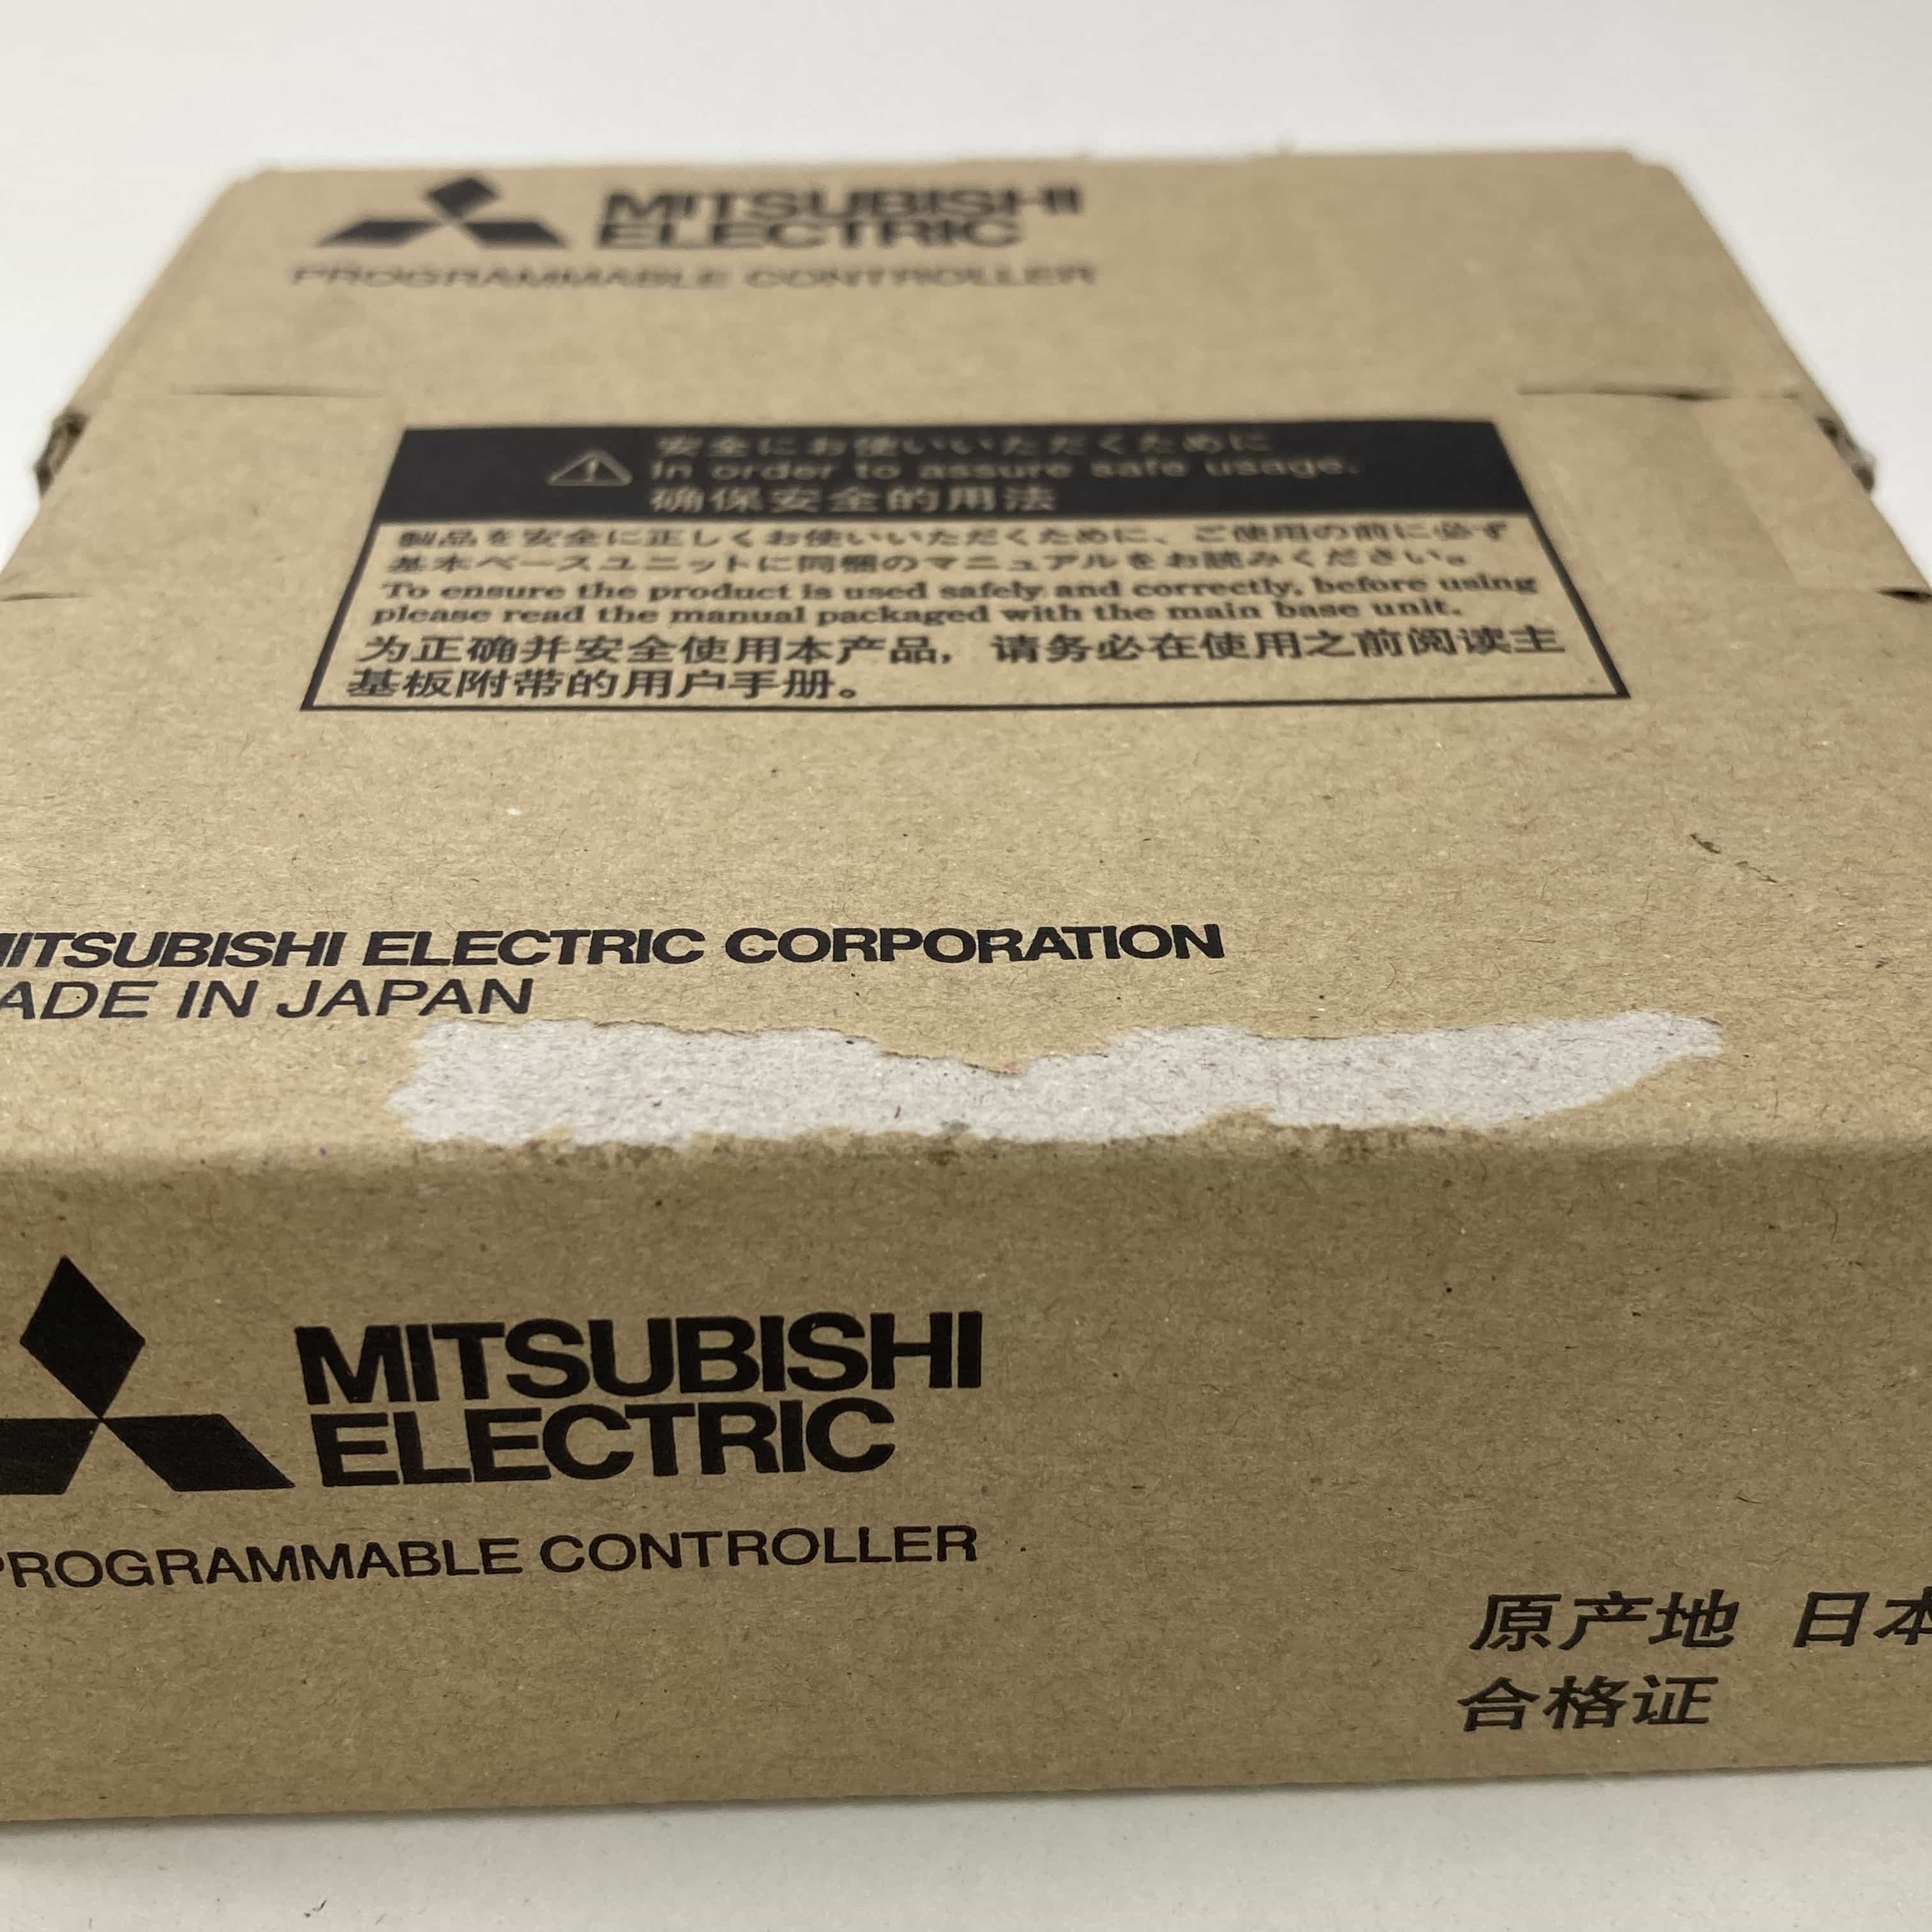 MITSUBISHI
ELECTRIC
PROGRAMMABLE CONTROLLER
安全にお使いいただくために
In order to assure safe usage.
确保安全的用法
製品を安全に正しくお使いいただくために、ご使用の前に必ず
基本ベースユニットに同梱のマニュアルをお読みください。
To ensure the product is used safely and correctly, before using
please read the manual packaged with the main base unit.
为正确并安全使用本产品，请务必在使用之前阅读主
基板附带的用户手册。
MITSUBISHI ELECTRIC CORPORATION
ADE IN JAPAN
MITSUBISHI
ELECTRIC
PROGRAMMABLE CONTROLLER
原产地 日本
合格证